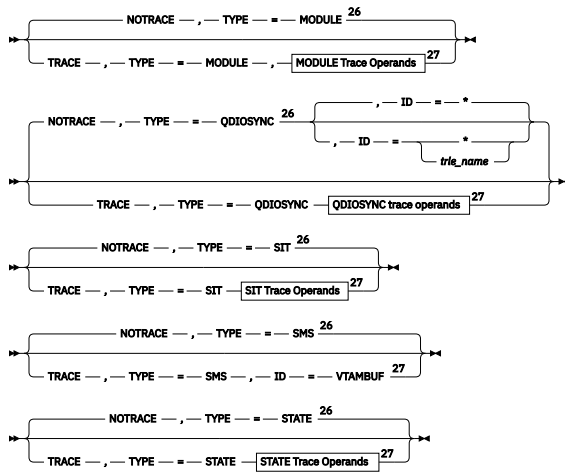 NOTRACE — , — TYPE — = — MODULE 26
TRACE — , — TYPE — = — MODULE — , — MODULE Trace Operands 27
, — ID — = — *
NOTRACE — , — TYPE — = — QDIOSYNC 26
, — ID — = — *
trle_name
TRACE — , — TYPE — = — QDIOSYNC — QDIOSYNC trace operands 27
NOTRACE — , — TYPE — = — SIT 26
TRACE — , — TYPE — = — SIT — SIT Trace Operands 27
NOTRACE — , — TYPE — = — SMS 26
TRACE — , — TYPE — = — SMS — , — ID — = — VTAMBUF 27
NOTRACE — , — TYPE — = — STATE 26
TRACE — , — TYPE — = — STATE — STATE Trace Operands 27